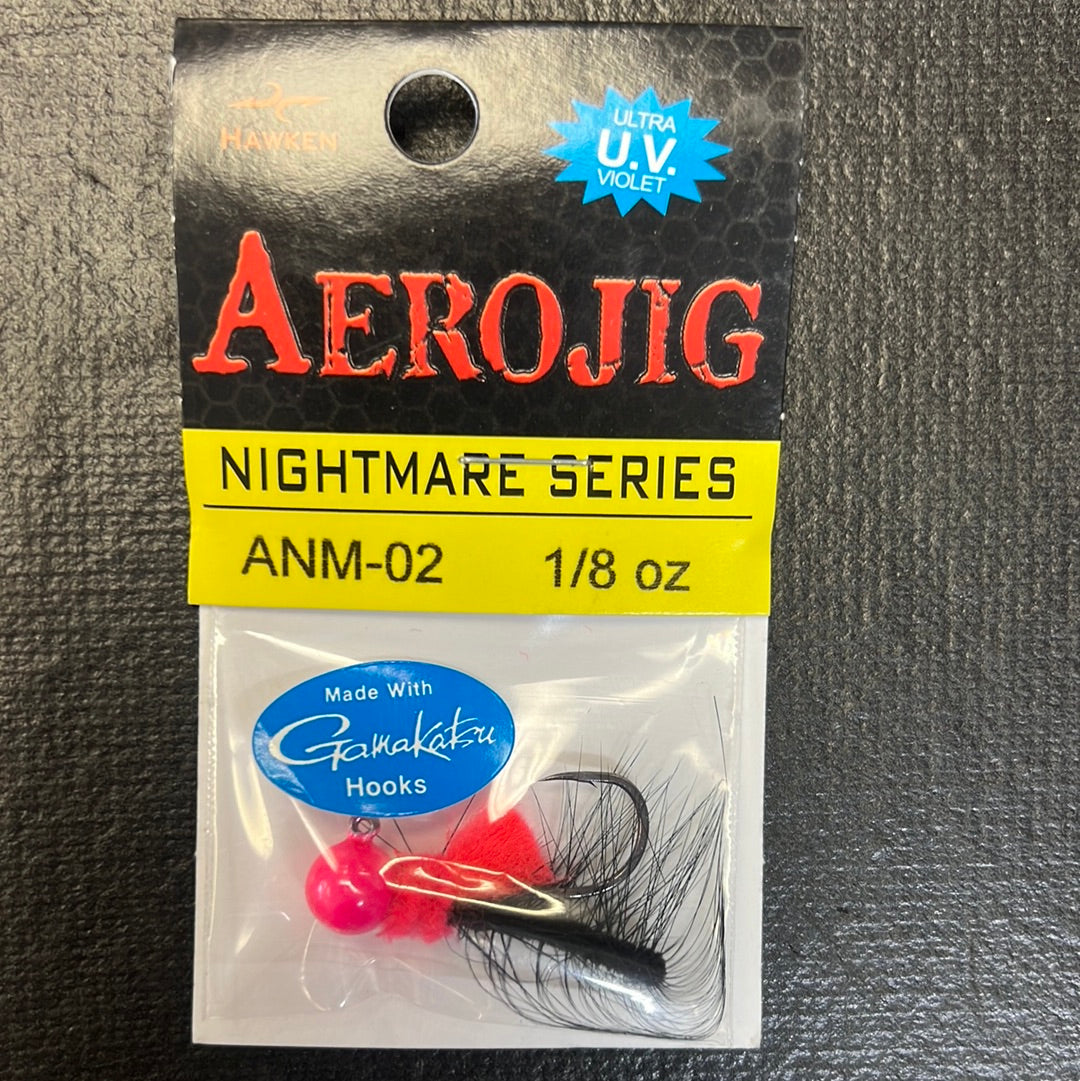 HAWKEN
ULTRA
U.V.
VIOLET
AEROJIG
NIGHTMARE SERIES
ANM-02 1/8 oz
Made With
Gamakatsu
Hooks